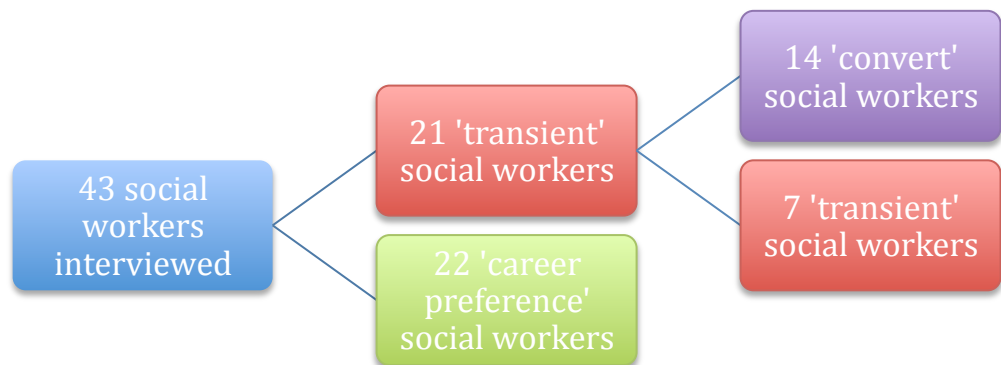 43 social
workers
interviewed
21 'transient'
social workers
22 'career
preference'
social workers
14 'convert'
social workers
7 'transient'
social workers